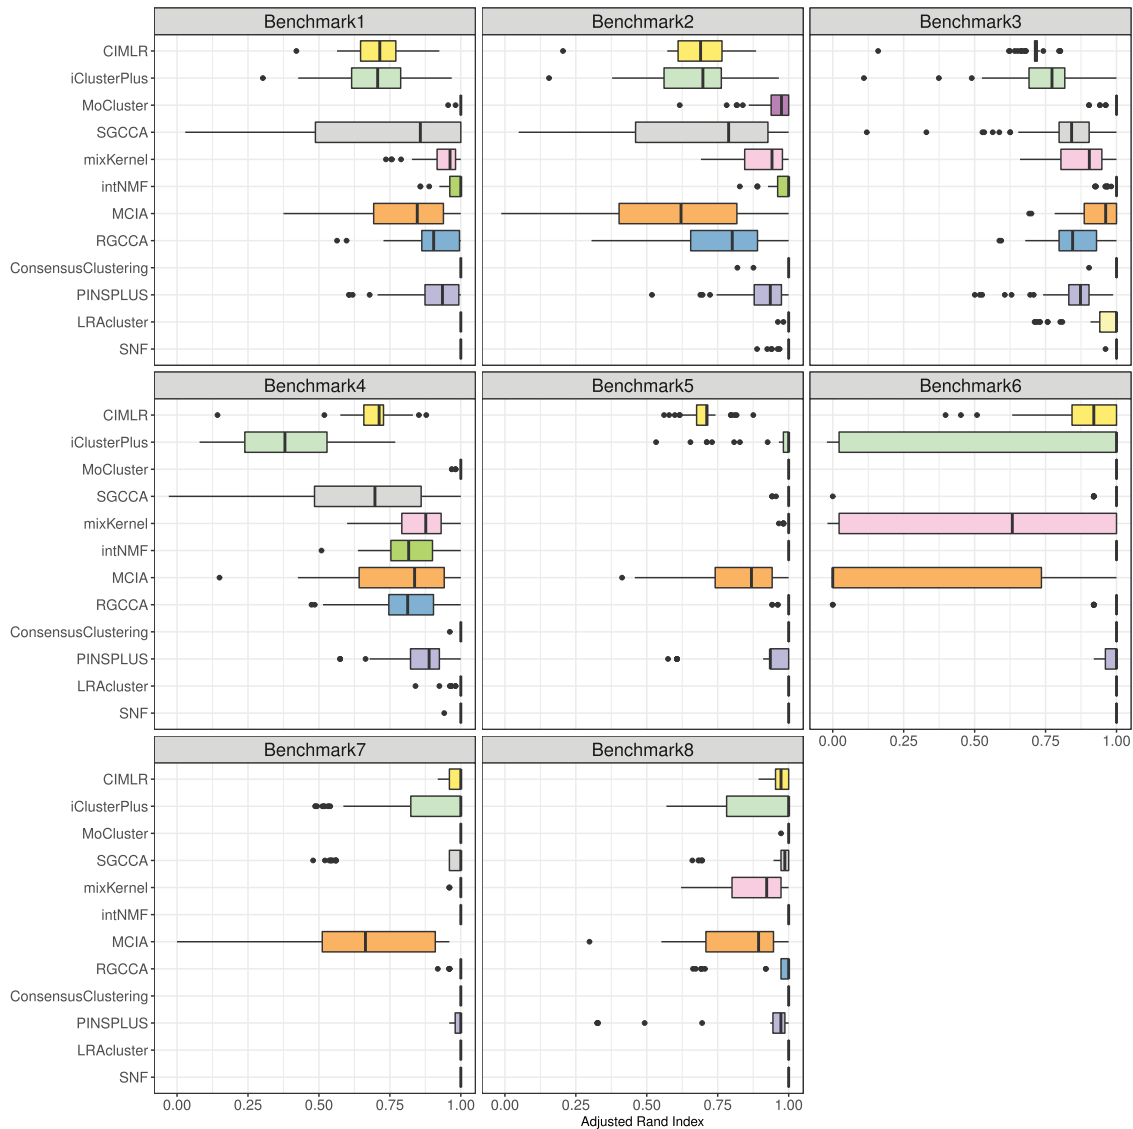 Benchmark1 Benchmark2 Benchmark3
CIMLR
iClusterPlus
MoCluster
SGCCA
mixKernel
intNMF
MCIA
RGCCA
ConsensusClustering
PINSPLUS
LRAcluster
SNF
Benchmark4 Benchmark5 Benchmark6
CIMLR
iClusterPlus
MoCluster
SGCCA
mixKernel
intNMF
MCIA
RGCCA
ConsensusClustering
PINSPLUS
LRAcluster
SNF
0.00 0.25 0.50 0.75 1.00
Benchmark7 Benchmark8
CIMLR
iClusterPlus
MoCluster
SGCCA
mixKernel
intNMF
MCIA
RGCCA
ConsensusClustering
PINSPLUS
LRAcluster
SNF
0.00 0.25 0.50 0.75 1.00 0.00 0.25 0.50 0.75 1.00
Adjusted Rand Index